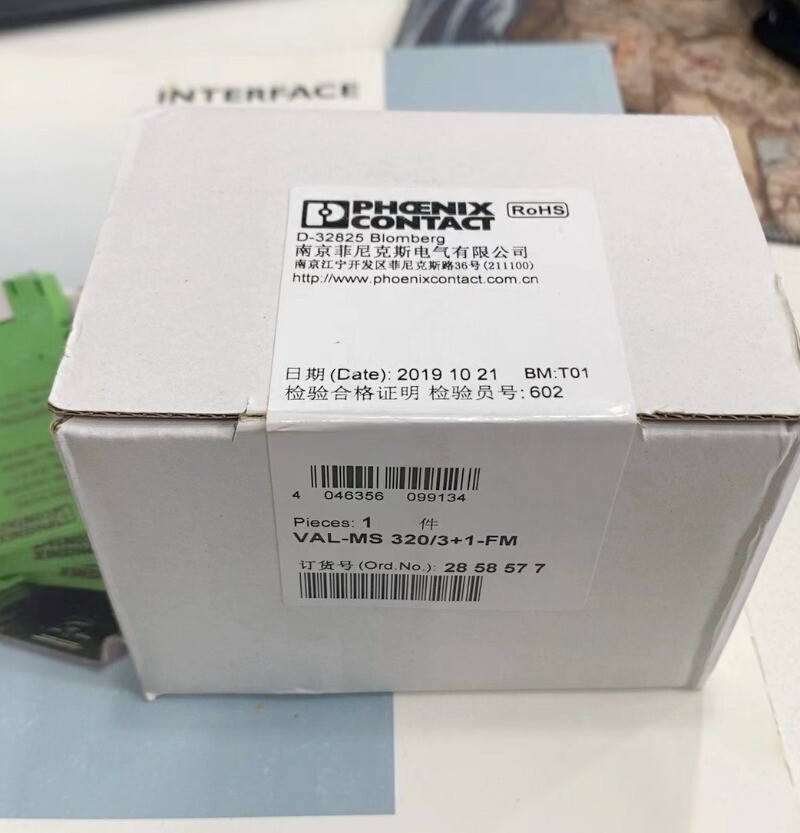 INTERFACE
PHŒNIX
CONTACT
RoHS
D-32825 Blomberg
南京菲尼克斯电气有限公司
南京江宁开发区菲尼克斯路36号(211100)
http://www.phoenixcontact.com.cn
日期(Date): 2019 10 21 BM:T01
检验合格证明 检验员号:602
4 046356 099134
Pieces: 1 件
VAL-MS 320/3+1-FM
订货号(Ord.No.): 28 58 57 7